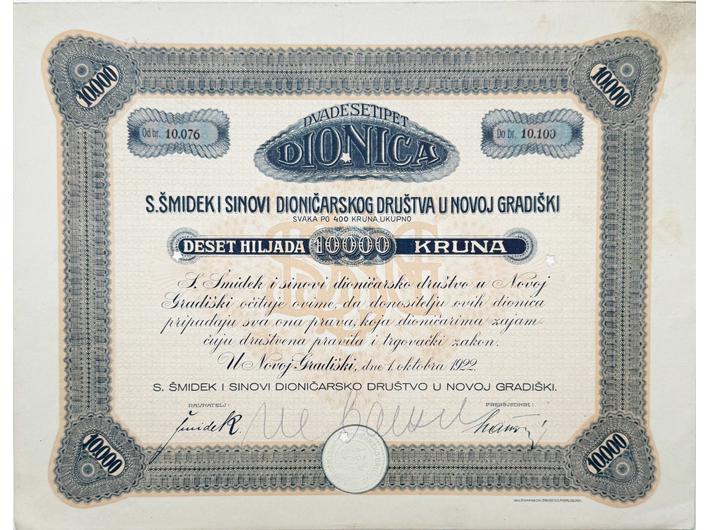 10000
10000
DVADESETIPET
Od br. 10.076
Do br. 10.100
DIONICA
S. ŠMIDEK I SINOVI DIONIČARSKOG DRUŠTVA U NOVOJ GRADIŠKI
SVAKA PO 400 KRUNA, UKUPNO
DESET HILJADA 10000 KRUNA
S. Šmidek i sinovi dioničarsko društvo u Novoj
Gradiški očituje ovime, da donositelju ovih dionica
pripadaju sva ona prava, koja dioničarima zajam-
čuju društvena pravila i trgovački zakon.
U Novoj Gradiški, dne 1. oktobra 1922.
S. ŠMIDEK I SINOVI DIONIČARSKO DRUŠTVO U NOVOJ GRADIŠKI.
RAVNATELJ:
PREDSJEDNIK:
Šmidek
10000
10000